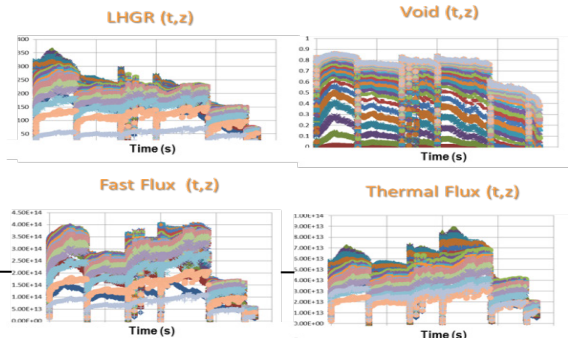 LHGR (t,z)
350
300
250
200
150
100
50
Time (s)
Void (t,z)
1
0.9
0.8
0.7
0.6
0.5
0.4
0.3
0.2
0.1
0
Time (s)
Fast Flux (t,z)
4.50E+14
4.00E+14
3.50E+14
3.00E+14
2.50E+14
2.00E+14
1.50E+14
1.00E+14
5.00E+13
0.00E+00
Time (s)
Thermal Flux (t,z)
1.00E+14
9.00E+13
8.00E+13
7.00E+13
6.00E+13
5.00E+13
4.00E+13
3.00E+13
2.00E+13
1.00E+13
0.00E+00
Time (s)